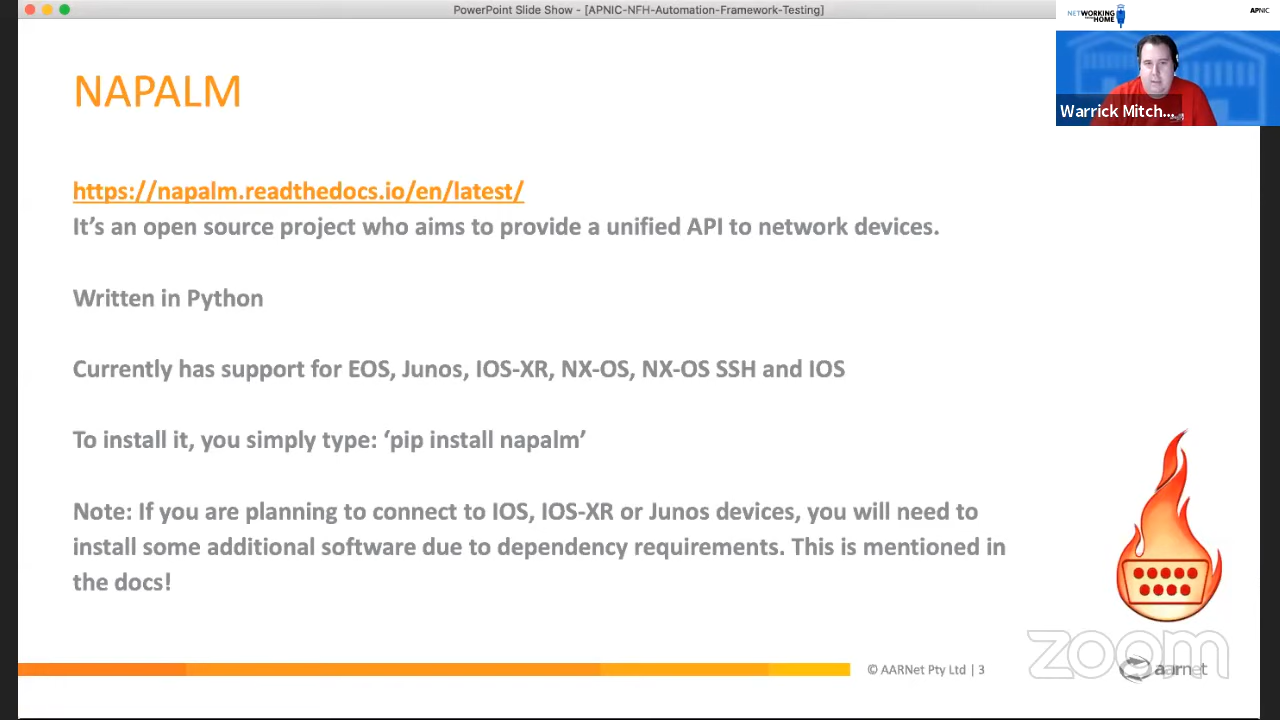 PowerPoint Slide Show - [APNIC-NFH-Automation-Framework-Testing]
NETWORKING
HOME
APNIC
Warrick Mitch...
NAPALM
https://napalm.readthedocs.io/en/latest/
It's an open source project who aims to provide a unified API to network devices.
Written in Python
Currently has support for EOS, Junos, IOS-XR, NX-OS, NX-OS SSH and IOS
To install it, you simply type: ‘pip install napalm’
Note: If you are planning to connect to IOS, IOS-XR or Junos devices, you will need to
install some additional software due to dependency requirements. This is mentioned in
the docs!
© AARNet Pty Ltd | 3
zoom
aarnet